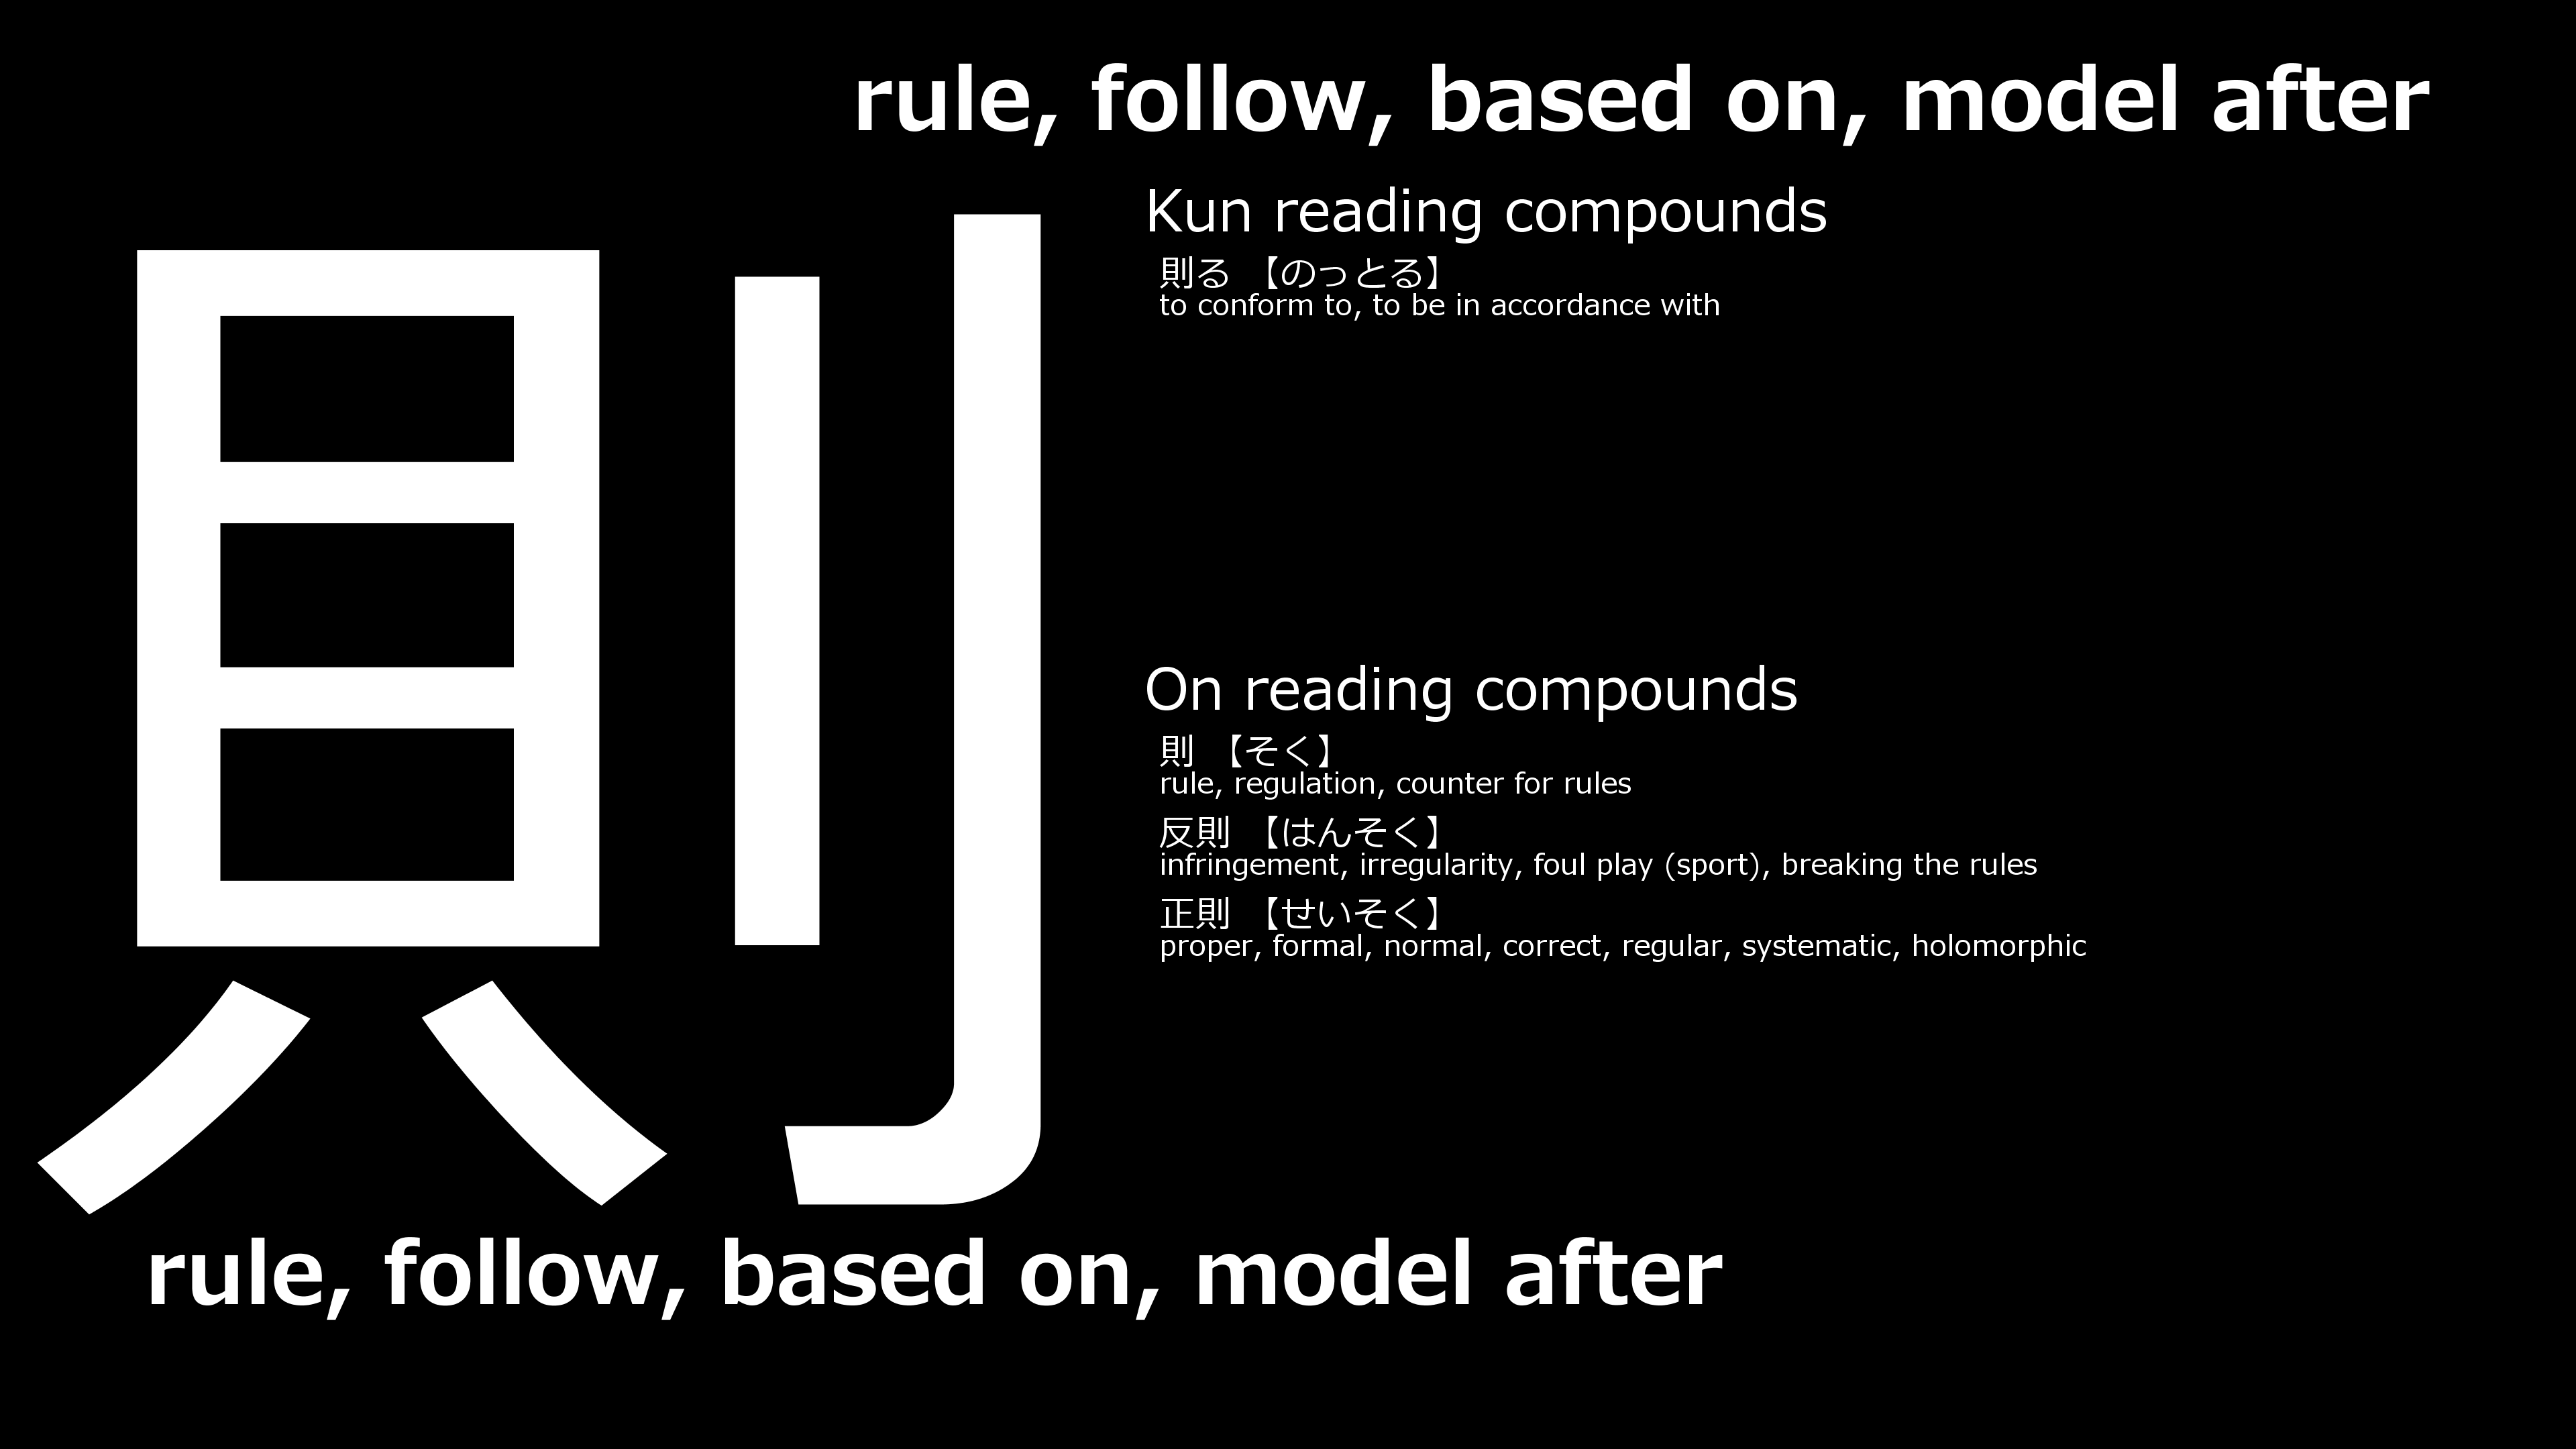 rule, follow, based on, model after
則
Kun reading compounds
則る 【のっとる】
to conform to, to be in accordance with
On reading compounds
則 【そく】
rule, regulation, counter for rules
反則 【はんそく】
infringement, irregularity, foul play (sport), breaking the rules
正則 【せいそく】
proper, formal, normal, correct, regular, systematic, holomorphic
rule, follow, based on, model after